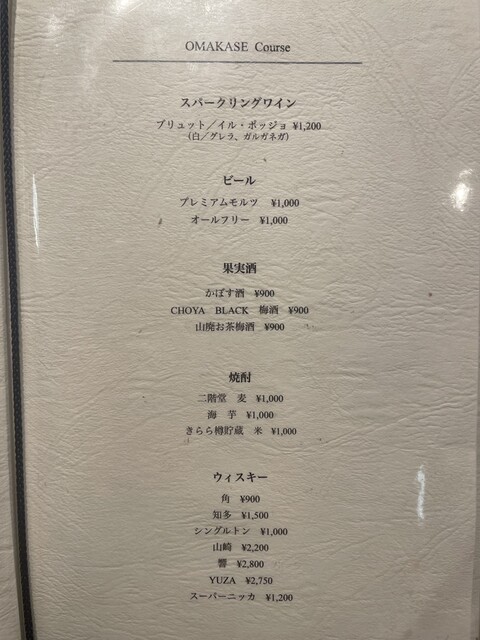 OMAKASE Course
スパークリングワイン
ブリュット／イル・ポッジョ ¥1,200
（白／グレラ、ガルガネガ）
ビール
プレミアムモルツ ¥1,000
オールフリー ¥1,000
果実酒
かぼす酒 ¥900
CHOYA BLACK 梅酒 ¥900
山廃お茶梅酒 ¥900
焼酎
二階堂 麦 ¥1,000
海 芋 ¥1,000
きらら樽貯蔵 米 ¥1,000
ウィスキー
角 ¥900
知多 ¥1,500
シングルトン ¥1,000
山崎 ¥2,200
響 ¥2,800
YUZA ¥2,750
スーパーニッカ ¥1,200